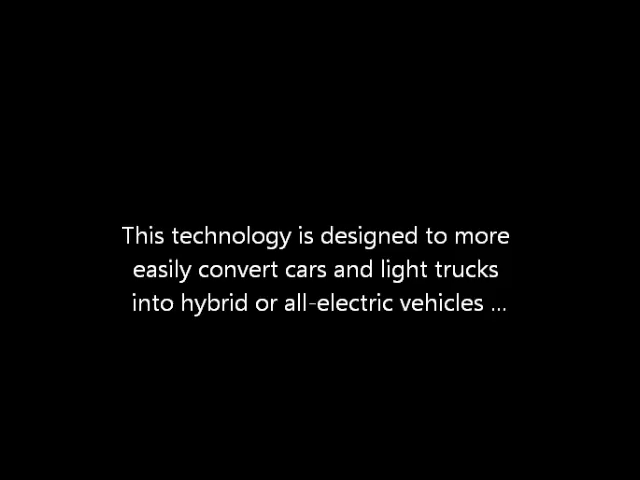 This technology is designed to more
easily convert cars and light trucks
into hybrid or all-electric vehicles ...